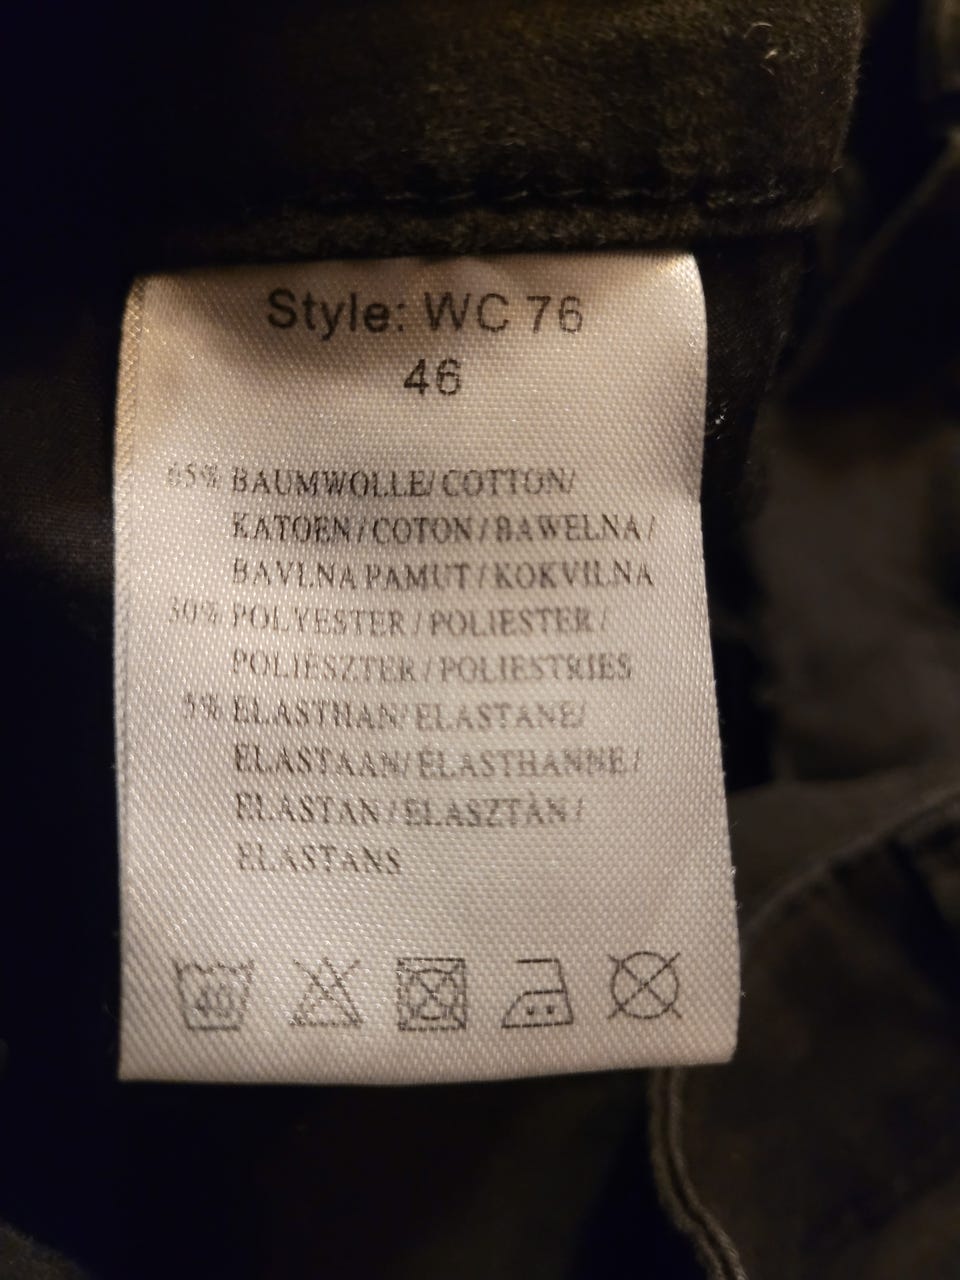 Style: WC 76
46
65% BAUMWOLLE/ COTTON/
KATOEN / COTON / BAWELNA /
BAVLNA PAMUT / KOKVILNA
30% POLYESTER / POLIESTER /
POLIÉSZTER / POLIESTRIES
5% ELASTHAN/ ELASTANE/
ELASTAAN/ ÉLASTHANNE /
ELASTAN / ELASZTÀN /
ELASTANS
40